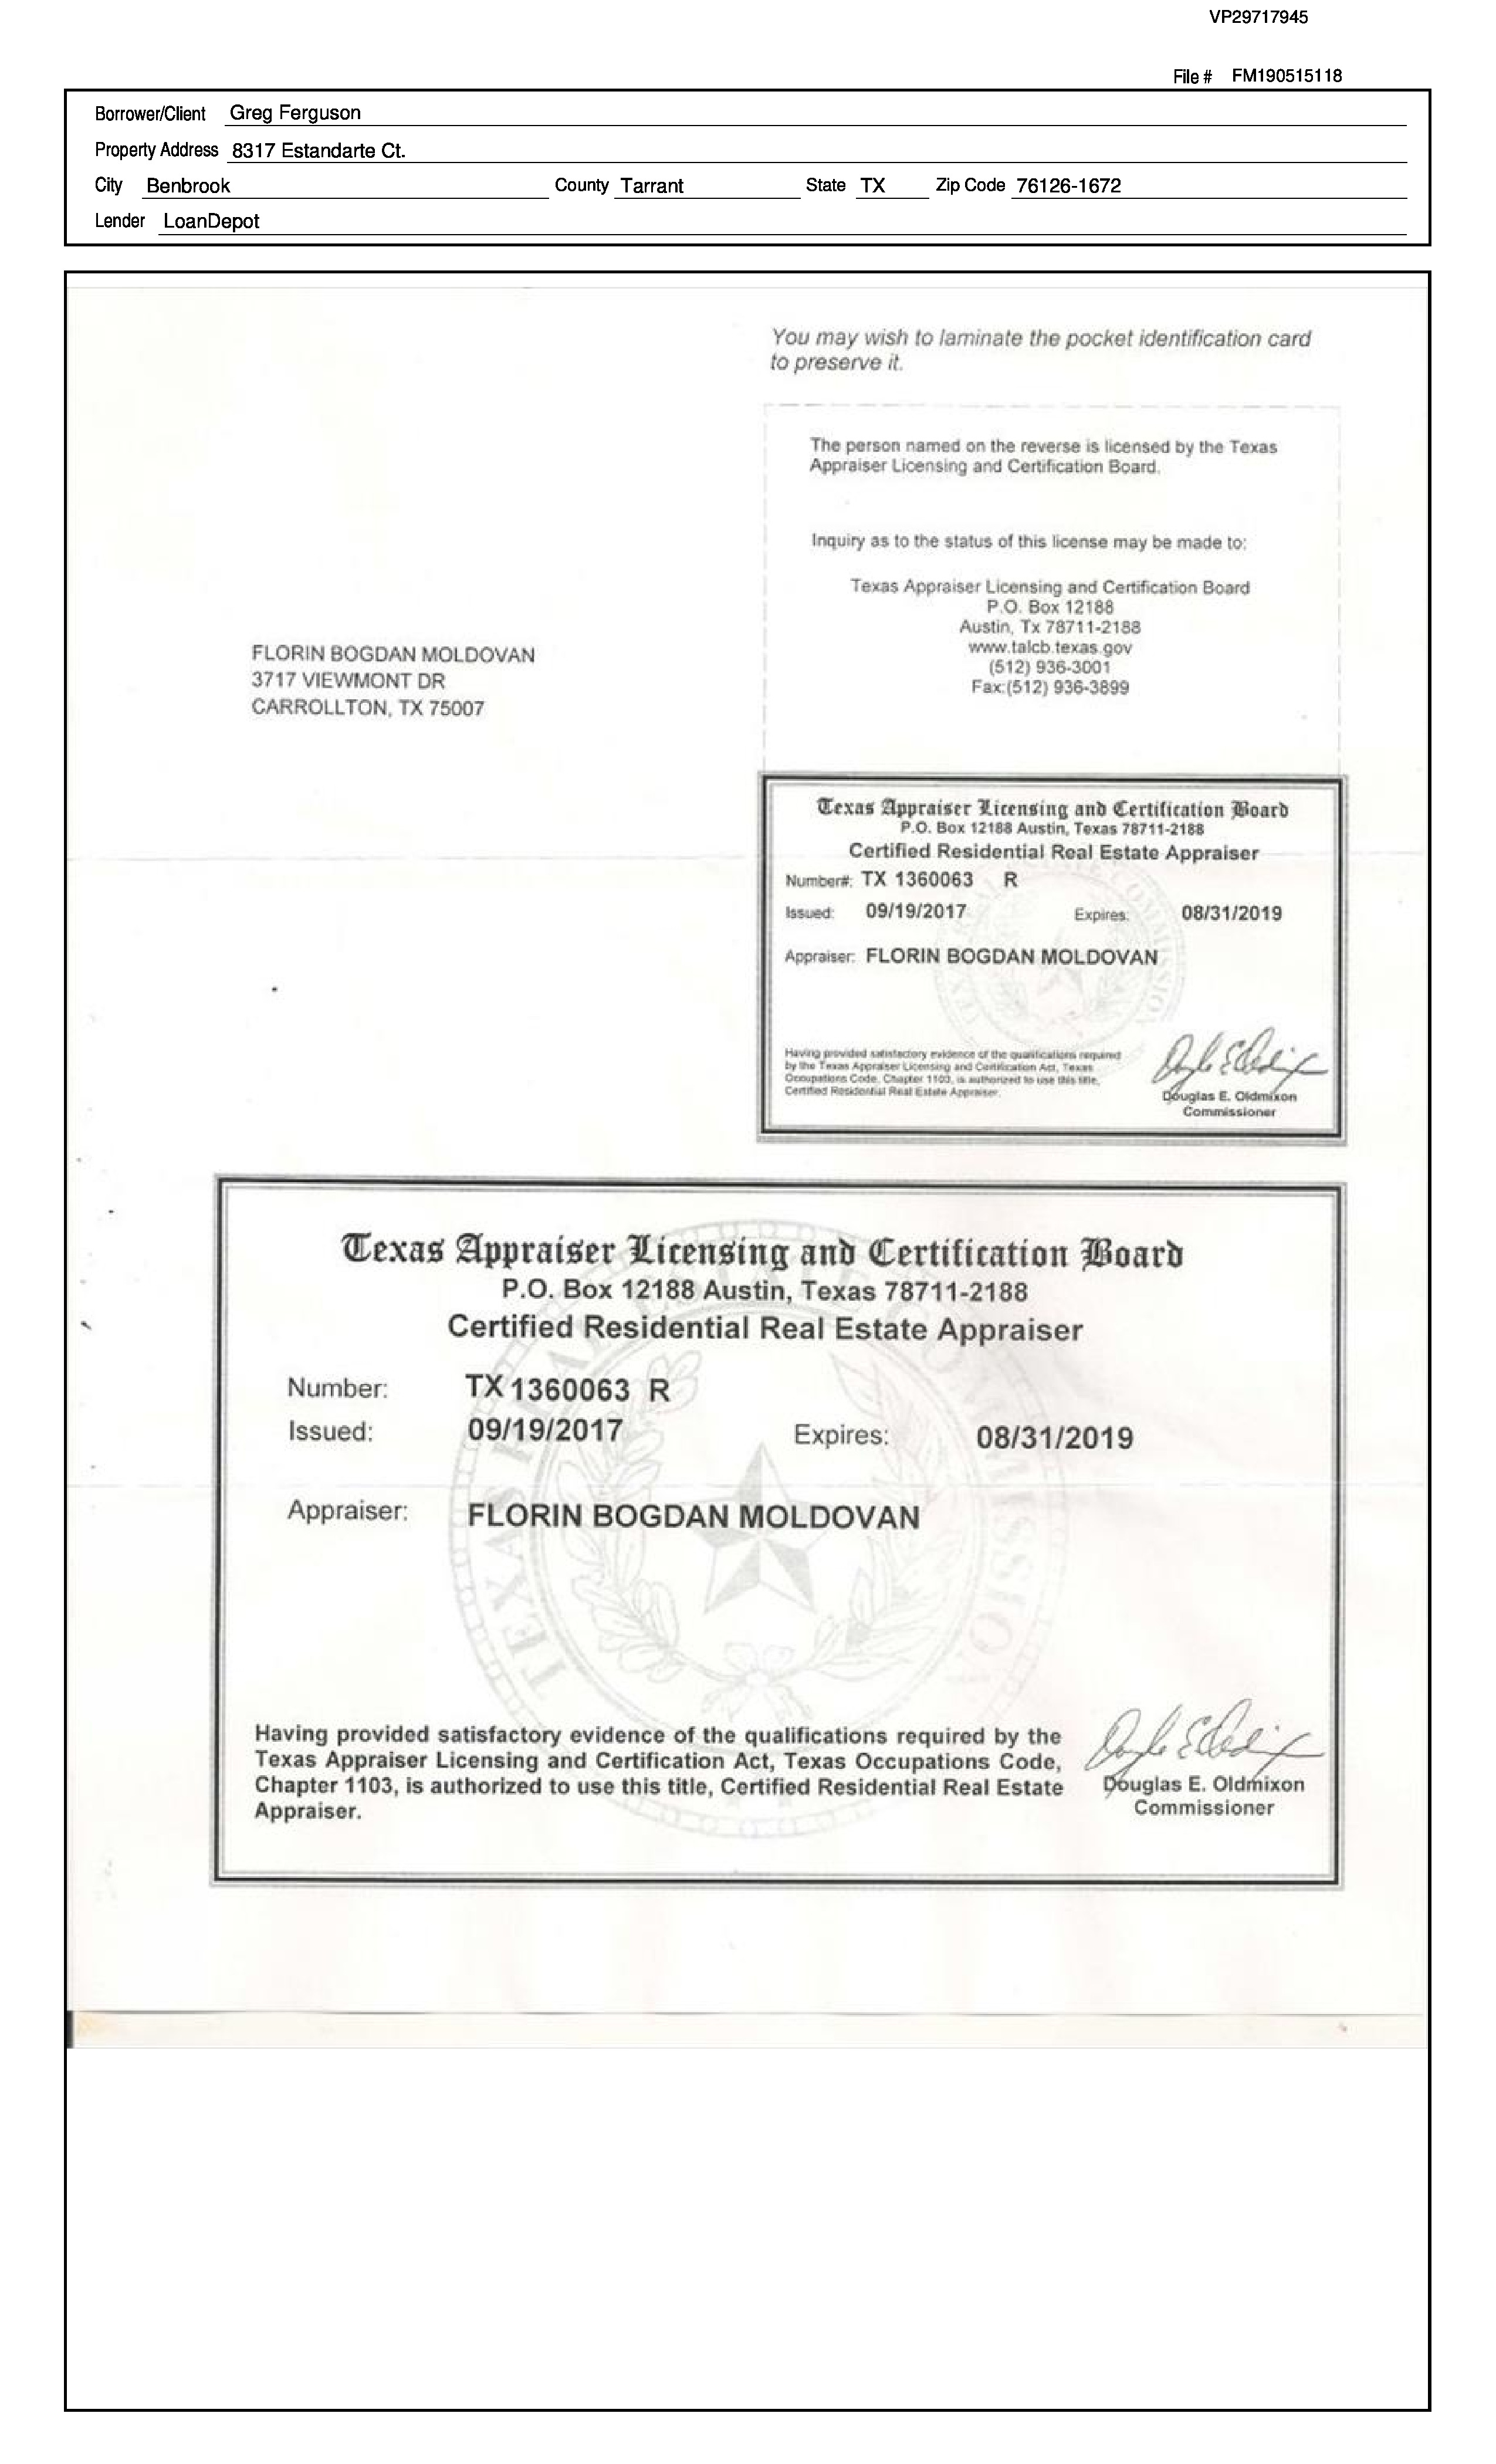 VP29717945
File # FM190515118
Borrower/Client Greg Ferguson
Property Address 8317 Estandarte Ct.
City Benbrook County Tarrant State TX Zip Code 76126-1672
Lender LoanDepot
You may wish to laminate the pocket identification card
to preserve it.
The person named on the reverse is licensed by the Texas
Appraiser Licensing and Certification Board.
Inquiry as to the status of this license may be made to:
Texas Appraiser Licensing and Certification Board
P.O. Box 12188
Austin, Tx 78711-2188
www.talcb.texas.gov
(512) 936-3001
Fax:(512) 936-3899
FLORIN BOGDAN MOLDOVAN
3717 VIEWMONT DR
CARROLLTON, TX 75007
Texas Appraiser Licensing and Certification Board
P.O. Box 12188 Austin, Texas 78711-2188
Certified Residential Real Estate Appraiser
Number#: TX 1360063 R
Issued: 09/19/2017 Expires: 08/31/2019
Appraiser: FLORIN BOGDAN MOLDOVAN
Having provided satisfactory evidence of the qualifications required
by the Texas Appraiser Licensing and Certification Act, Texas
Occupations Code, Chapter 1103, is authorized to use this title,
Certified Residential Real Estate Appraiser.
Douglas E. Oldmixon
Commissioner
TEXAS REAL ESTATE COMMISSION
Texas Appraiser Licensing and Certification Board
P.O. Box 12188 Austin, Texas 78711-2188
Certified Residential Real Estate Appraiser
Number: TX 1360063 R
Issued: 09/19/2017 Expires: 08/31/2019
Appraiser: FLORIN BOGDAN MOLDOVAN
Having provided satisfactory evidence of the qualifications required by the
Texas Appraiser Licensing and Certification Act, Texas Occupations Code,
Chapter 1103, is authorized to use this title, Certified Residential Real Estate
Appraiser.
Douglas E. Oldmixon
Commissioner
TEXAS REAL ESTATE COMMISSION